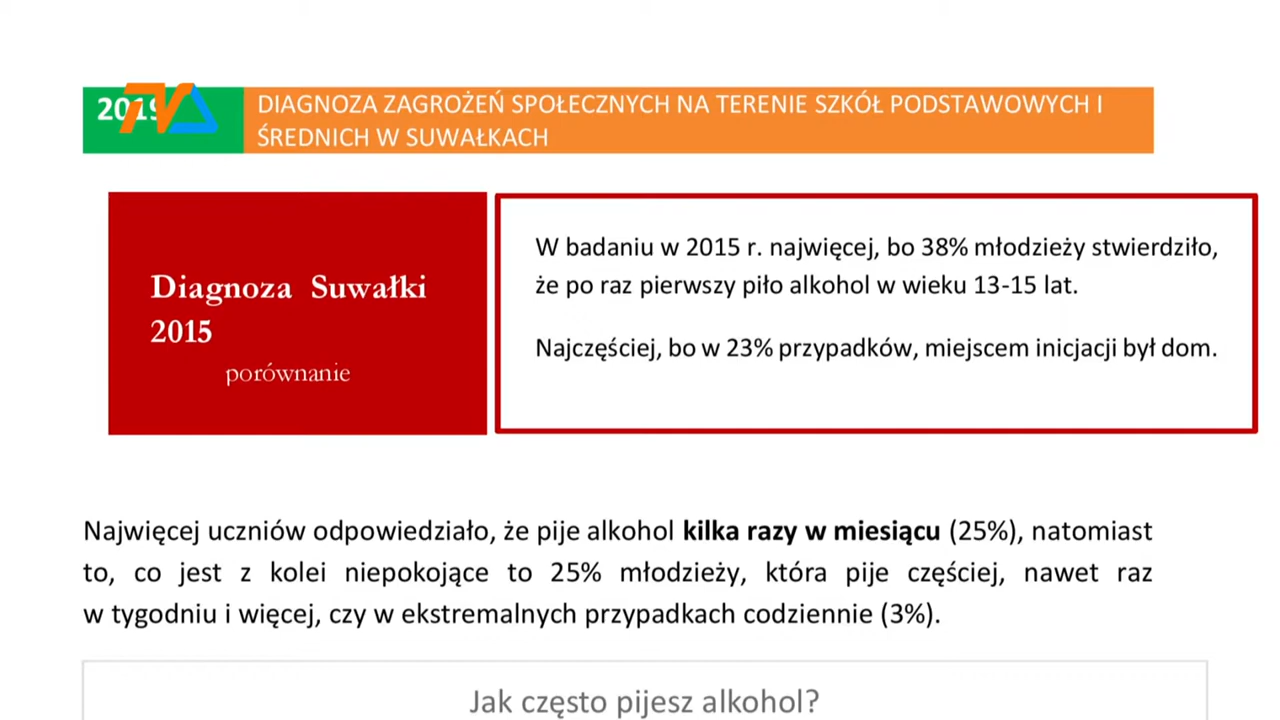 2019
DIAGNOZA ZAGROŻEŃ SPOŁECZNYCH NA TERENIE SZKÓŁ PODSTAWOWYCH I
ŚREDNICH W SUWAŁKACH
Diagnoza Suwałki
2015
porównanie
W badaniu w 2015 r. najwięcej, bo 38% młodzieży stwierdziło,
że po raz pierwszy piło alkohol w wieku 13-15 lat.
Najczęściej, bo w 23% przypadków, miejscem inicjacji był dom.
Najwięcej uczniów odpowiedziało, że pije alkohol kilka razy w miesiącu (25%), natomiast
to, co jest z kolei niepokojące to 25% młodzieży, która pije częściej, nawet raz
w tygodniu i więcej, czy w ekstremalnych przypadkach codziennie (3%).
Jak często pijesz alkohol?